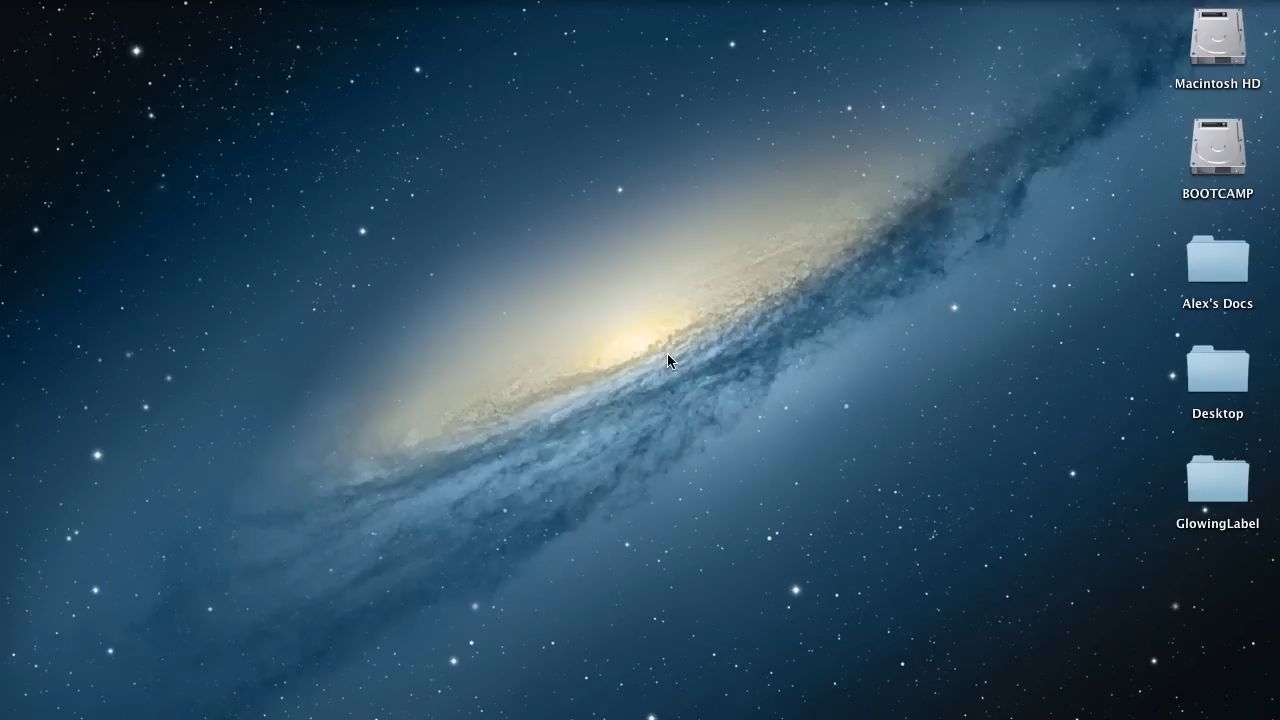 Macintosh HD
BOOTCAMP
Alex's Docs
Desktop
GlowingLabel